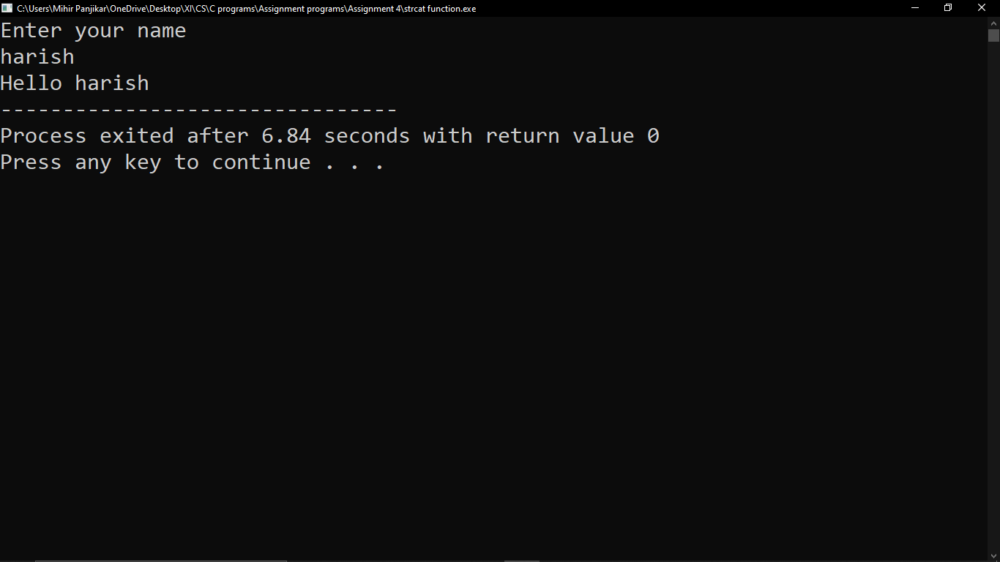 C:\Users\Mihir Panjikar\OneDrive\Desktop\XI\CS\C programs\Assignment programs\Assignment 4\strcat function.exe
Enter your name
harish
Hello harish
--------------------------------
Process exited after 6.84 seconds with return value 0
Press any key to continue . . .